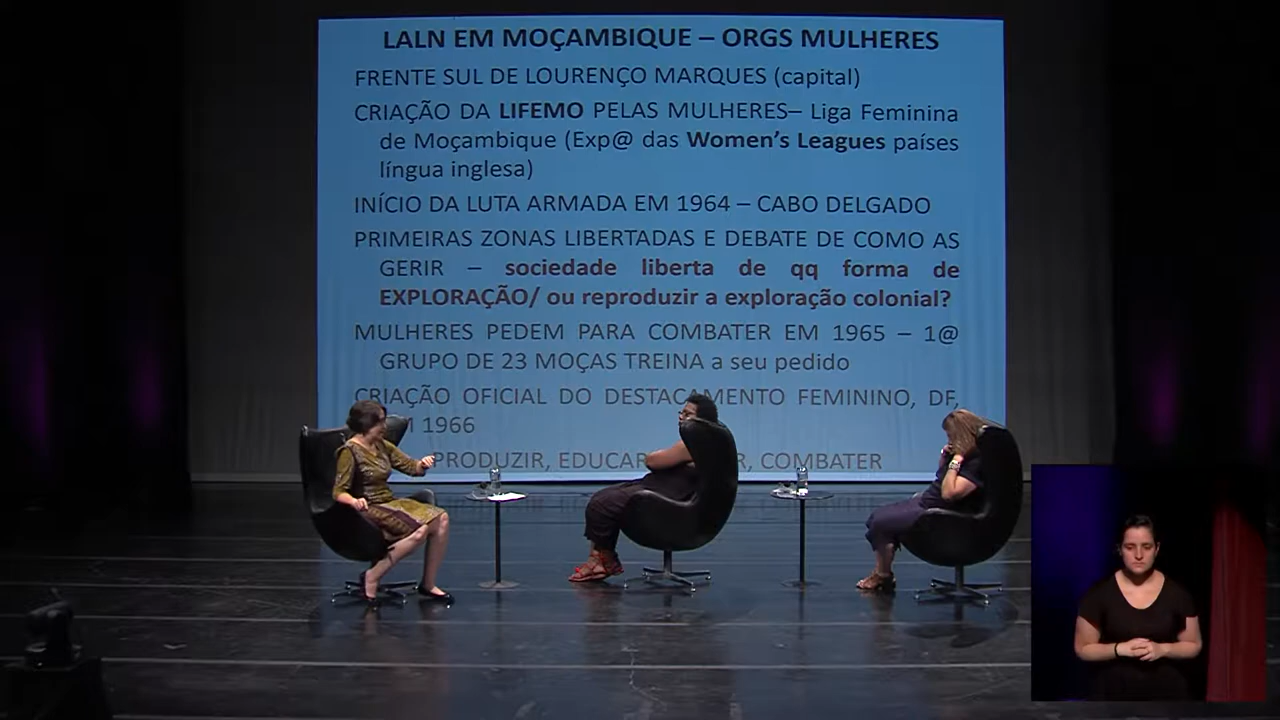 LALN EM MOÇAMBIQUE – ORGS MULHERES
FRENTE SUL DE LOURENÇO MARQUES (capital)
CRIAÇÃO DA LIFEMO PELAS MULHERES– Liga Feminina
de Moçambique (Exp@ das Women's Leagues países
língua inglesa)
INÍCIO DA LUTA ARMADA EM 1964 – CABO DELGADO
PRIMEIRAS ZONAS LIBERTADAS E DEBATE DE COMO AS
GERIR – sociedade liberta de qq forma de
EXPLORAÇÃO/ ou reproduzir a exploração colonial?
MULHERES PEDEM PARA COMBATER EM 1965 – 1@
GRUPO DE 23 MOÇAS TREINA a seu pedido
CRIAÇÃO OFICIAL DO DESTACAMENTO FEMININO, DF,
1966
COMBATER